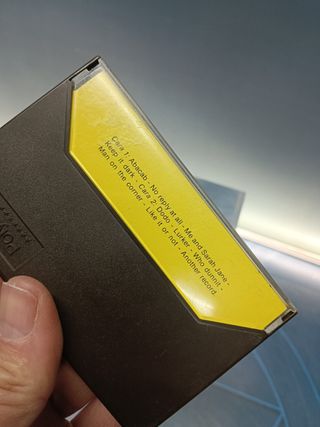 Cara 1: Abacab - No reply at all - Me and Sarah Jane -
Keep it dark - Cara 2: Dodo - Lurker - Who dunnit -
Man on the corner - Like it or not - Another record